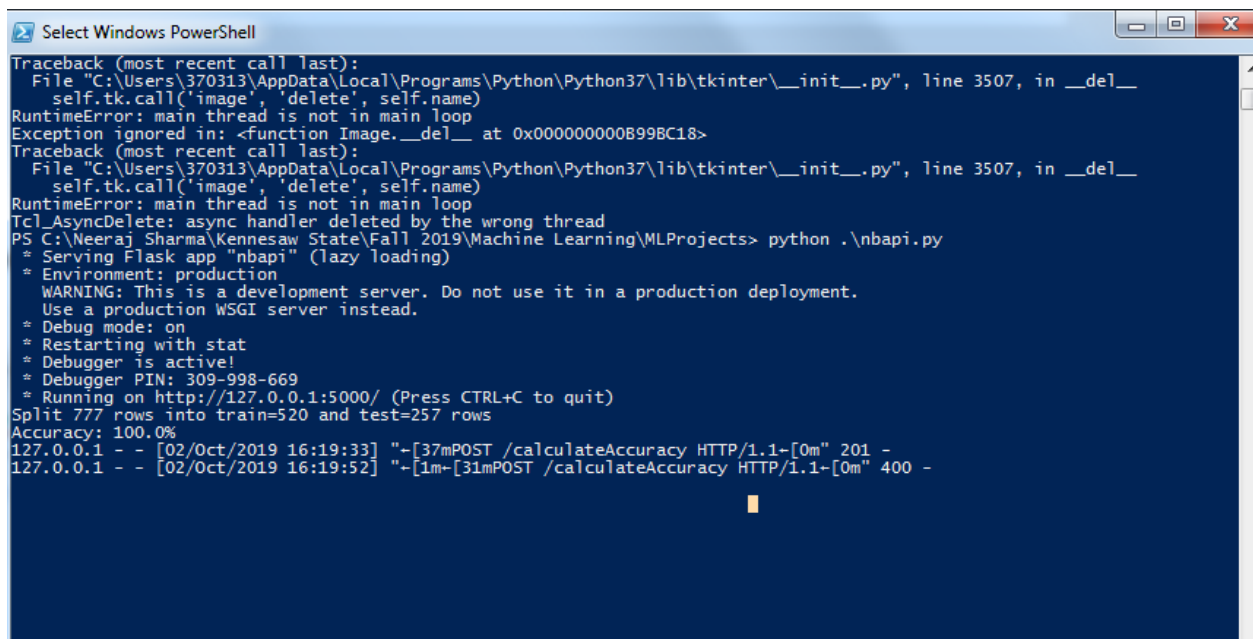 Select Windows PowerShell
Traceback (most recent call last):
  File "C:\Users\370313\AppData\Local\Programs\Python\Python37\lib\tkinter\__init__.py", line 3507, in __del__
    self.tk.call('image', 'delete', self.name)
RuntimeError: main thread is not in main loop
Exception ignored in: <function Image.__del__ at 0x000000000B99BC18>
Traceback (most recent call last):
  File "C:\Users\370313\AppData\Local\Programs\Python\Python37\lib\tkinter\__init__.py", line 3507, in __del__
    self.tk.call('image', 'delete', self.name)
RuntimeError: main thread is not in main loop
Tcl_AsyncDelete: async handler deleted by the wrong thread
PS C:\Neeraj Sharma\Kennesaw State\Fall 2019\Machine Learning\MLProjects> python .\nbapi.py
 * Serving Flask app "nbapi" (lazy loading)
 * Environment: production
   WARNING: This is a development server. Do not use it in a production deployment.
   Use a production WSGI server instead.
 * Debug mode: on
 * Restarting with stat
 * Debugger is active!
 * Debugger PIN: 309-998-669
 * Running on http://127.0.0.1:5000/ (Press CTRL+C to quit)
Split 777 rows into train=520 and test=257 rows
Accuracy: 100.0%
127.0.0.1 - - [02/Oct/2019 16:19:33] "←[37mPOST /calculateAccuracy HTTP/1.1←[0m" 201 -
127.0.0.1 - - [02/Oct/2019 16:19:52] "←[1m←[31mPOST /calculateAccuracy HTTP/1.1←[0m" 400 -